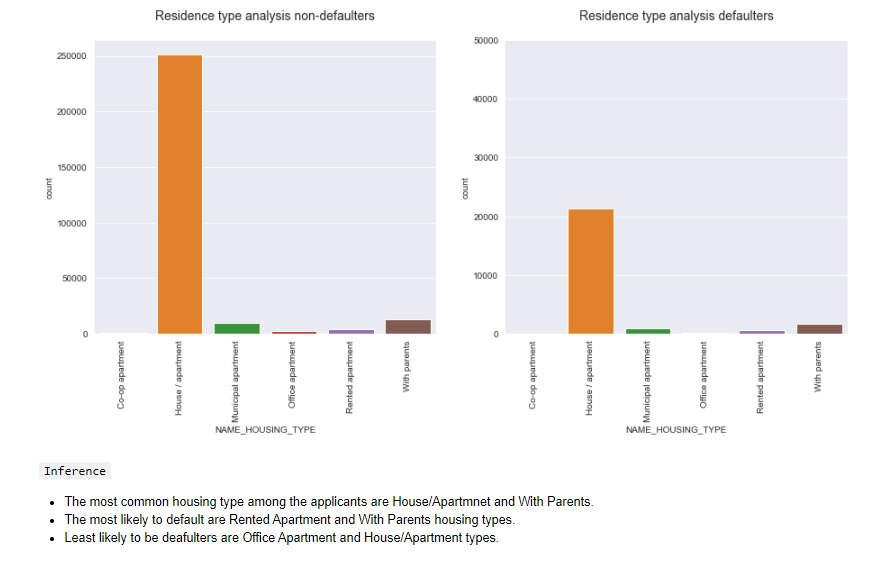 Residence type analysis non-defaulters
Residence type analysis defaulters
250000
200000
150000
100000
50000
0
count
Co-op apartment
House / apartment
Municipal apartment
Office apartment
Rented apartment
With parents
NAME_HOUSING_TYPE
50000
40000
30000
20000
10000
0
count
Co-op apartment
House / apartment
Municipal apartment
Office apartment
Rented apartment
With parents
NAME_HOUSING_TYPE
Inference
• The most common housing type among the applicants are House/Apartmnet and With Parents.
• The most likely to default are Rented Apartment and With Parents housing types.
• Least likely to be deafulters are Office Apartment and House/Apartment types.